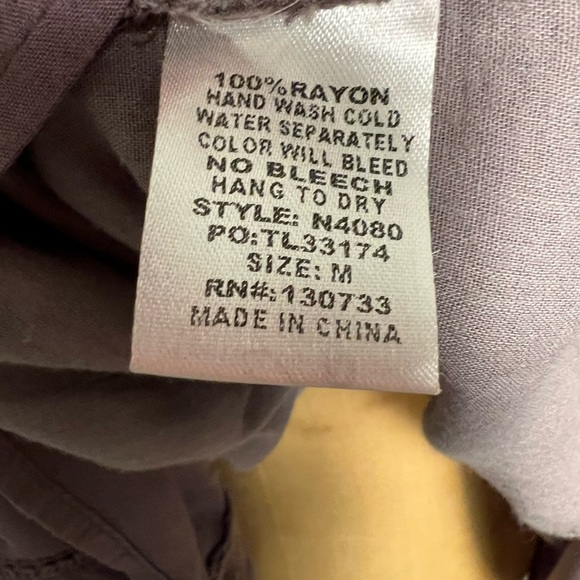 100%RAYON
HAND WASH COLD
WATER SEPARATELY
COLOR WILL BLEED
NO BLEECH
HANG TO DRY
STYLE: N4080
PO:TL33174
SIZE: M
RN#:130733
MADE IN CHINA